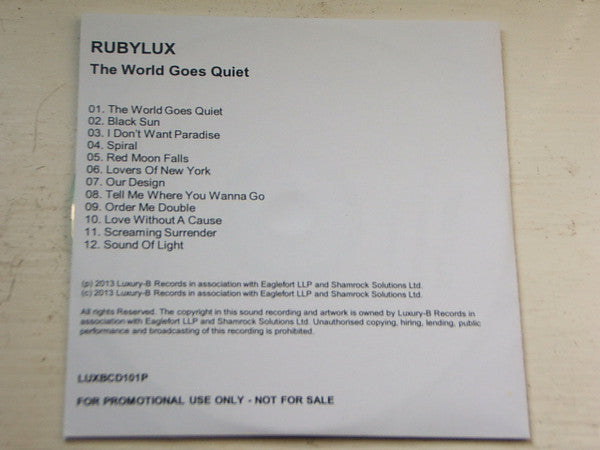 RUBYLUX
The World Goes Quiet
01. The World Goes Quiet
02. Black Sun
03. I Don't Want Paradise
04. Spiral
05. Red Moon Falls
06. Lovers Of New York
07. Our Design
08. Tell Me Where You Wanna Go
09. Order Me Double
10. Love Without A Cause
11. Screaming Surrender
12. Sound Of Light
(p) 2013 Luxury-B Records in association with Eaglefort LLP and Shamrock Solutions Ltd.
(c) 2013 Luxury-B Records in association with Eaglefort LLP and Shamrock Solutions Ltd.
All rights Reserved. The copyright in this sound recording and artwork is owned by Luxury-B Records in
association with Eaglefort LLP and Shamrock Solutions Ltd. Unauthorised copying, hiring, lending, public
performance and broadcasting of this recording is prohibited.
LUXBCD101P
FOR PROMOTIONAL USE ONLY - NOT FOR SALE